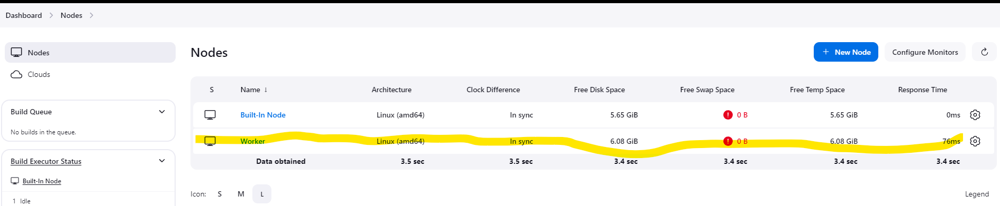 Dashboard > Nodes >
Nodes
Clouds
Build Queue
No builds in the queue.
Build Executor Status
Built-In Node
1 Idle
Nodes
+ New Node
Configure Monitors
S Name ↓ Architecture Clock Difference Free Disk Space Free Swap Space Free Temp Space Response Time
Built-In Node Linux (amd64) In sync 5.65 GiB ! 0 B 5.65 GiB 0ms
Worker Linux (amd64) In sync 6.08 GiB ! 0 B 6.08 GiB 76ms
Data obtained 3.5 sec 3.5 sec 3.4 sec 3.4 sec 3.4 sec 3.4 sec
Icon: S M L
Legend